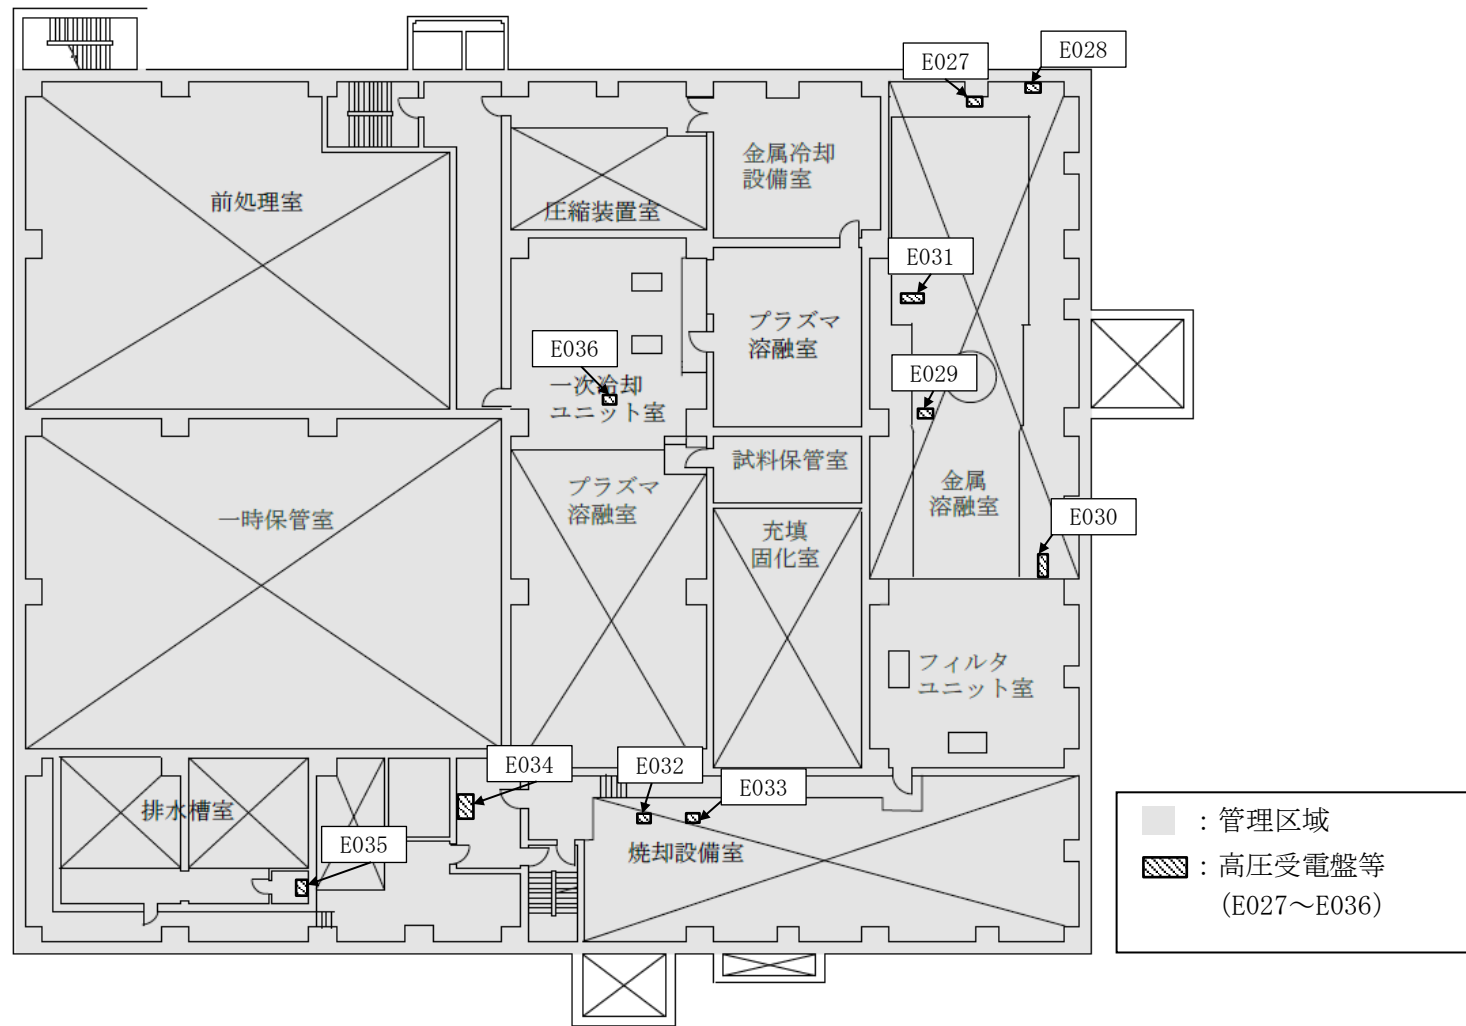 E028
E027
金属冷却
設備室
前処理室
圧縮装置室
E031
プラズマ
溶融室
E036
E029
一次冷却
ユニット室
試料保管室
プラズマ
溶融室
金属
溶融室
一時保管室
E030
充填
固化室
フィルタ
ユニット室
E034
E032
E033
排水槽室
E035
焼却設備室
：管理区域
：高圧受電盤等
(E027～E036)